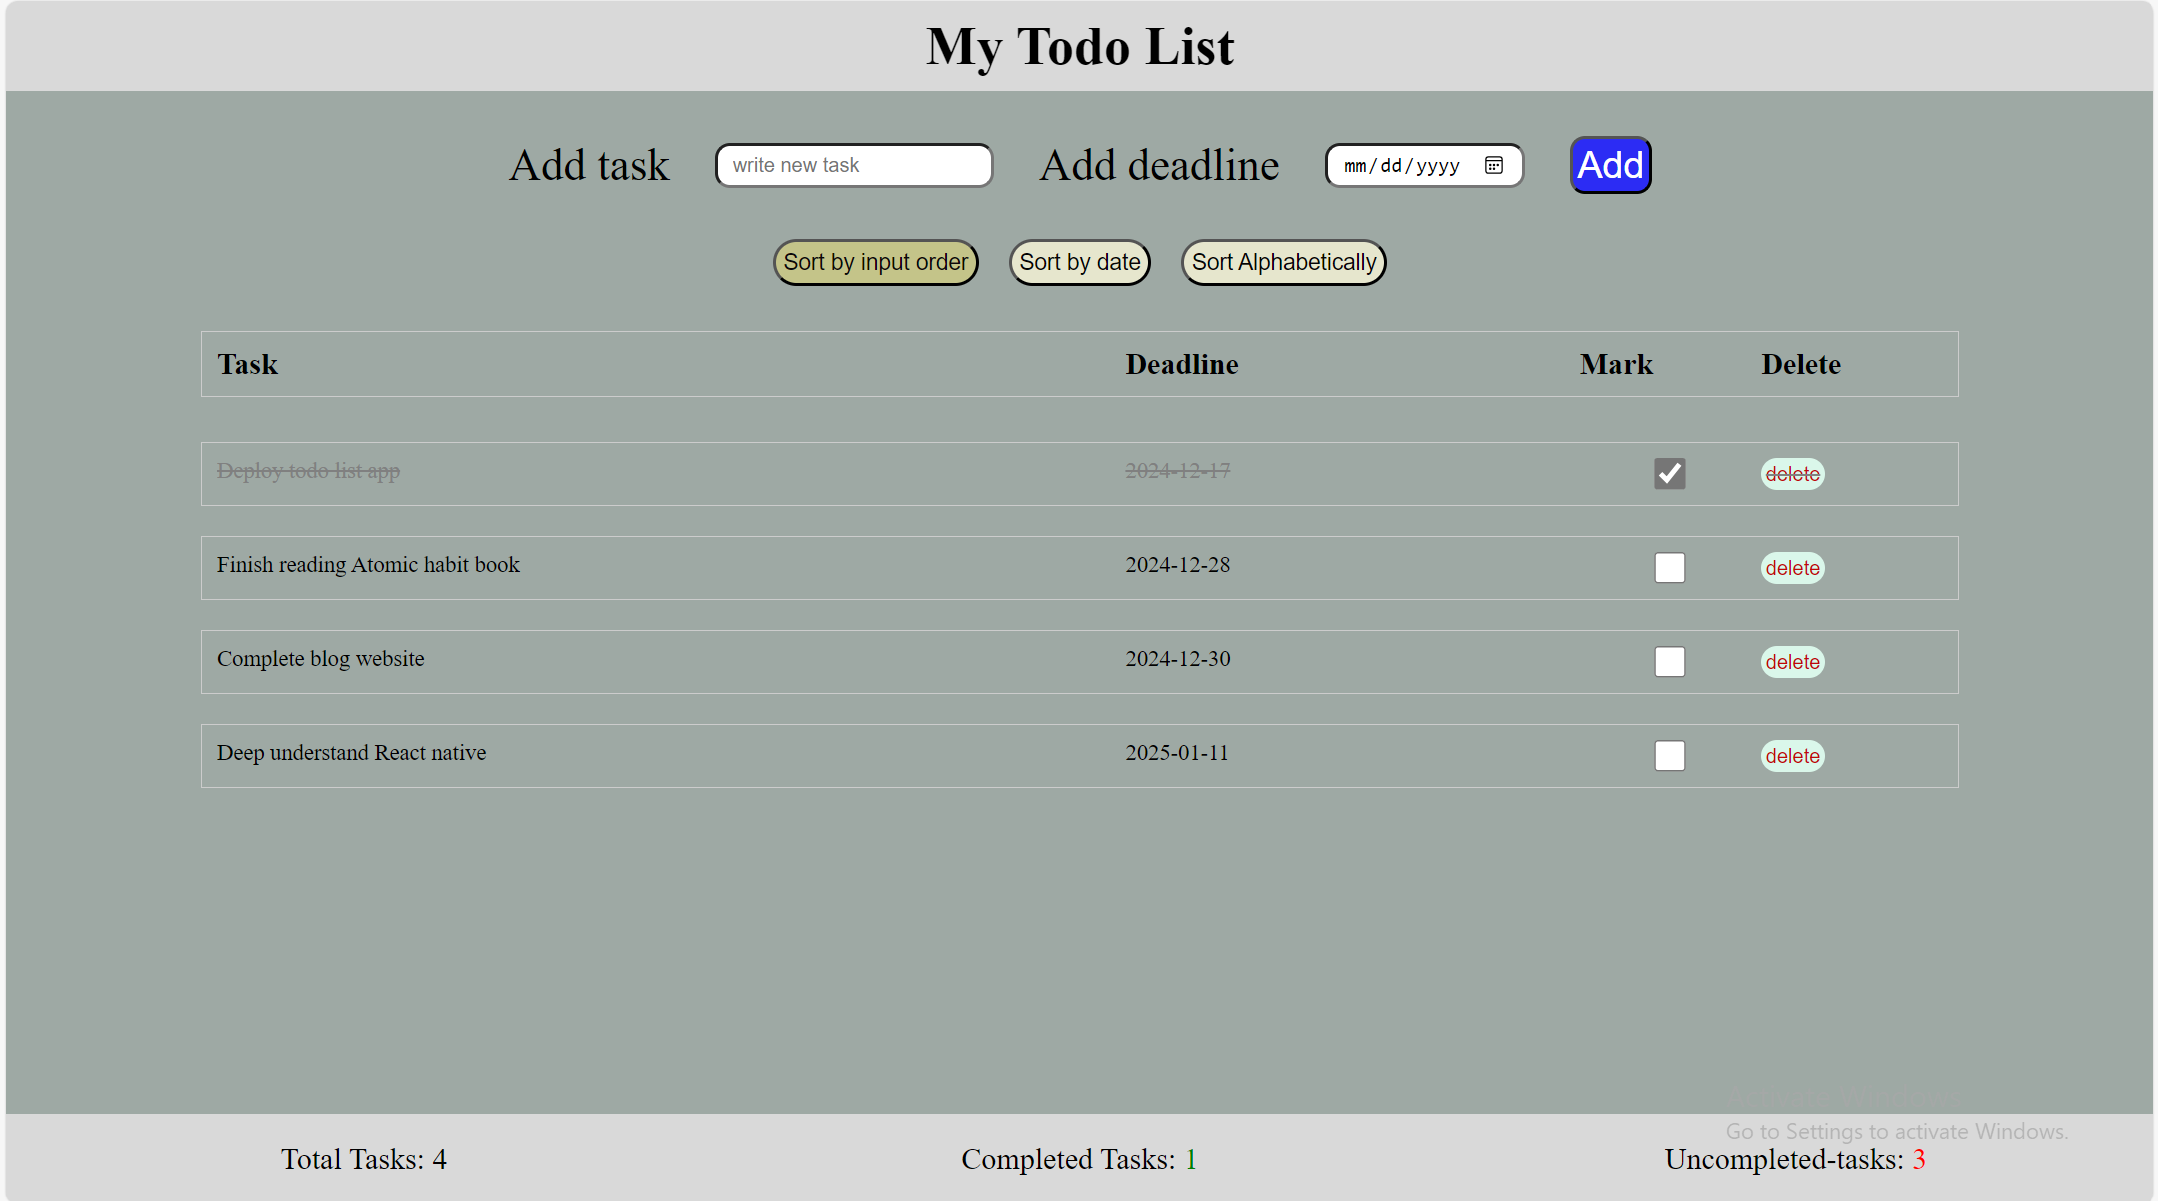 My Todo List
Add task write new task Add deadline mm/dd/yyyy Add
Sort by input order Sort by date Sort Alphabetically
Task Deadline Mark Delete
Deploy todo list app 2024-12-17 delete
Finish reading Atomic habit book 2024-12-28 delete
Complete blog website 2024-12-30 delete
Deep understand React native 2025-01-11 delete
Activate Windows
Go to Settings to activate Windows.
Total Tasks: 4 Completed Tasks: 1 Uncompleted-tasks: 3